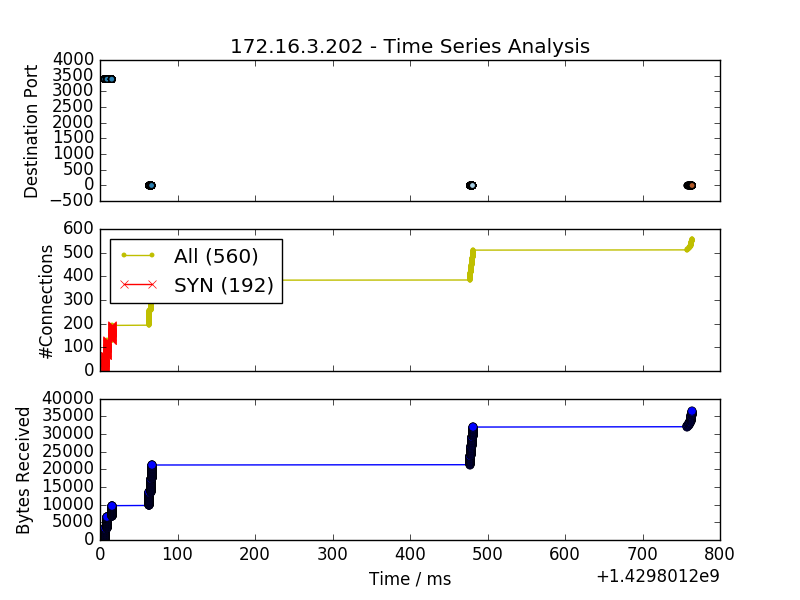 172.16.3.202 - Time Series Analysis
4000
3500
3000
2500
2000
1500
1000
500
0
−500
Destination Port
600
500
400
300
200
100
0
#Connections
All (560)
SYN (192)
40000
35000
30000
25000
20000
15000
10000
5000
0
Bytes Received
0 100 200 300 400 500 600 700 800
Time / ms
+1.4298012e9